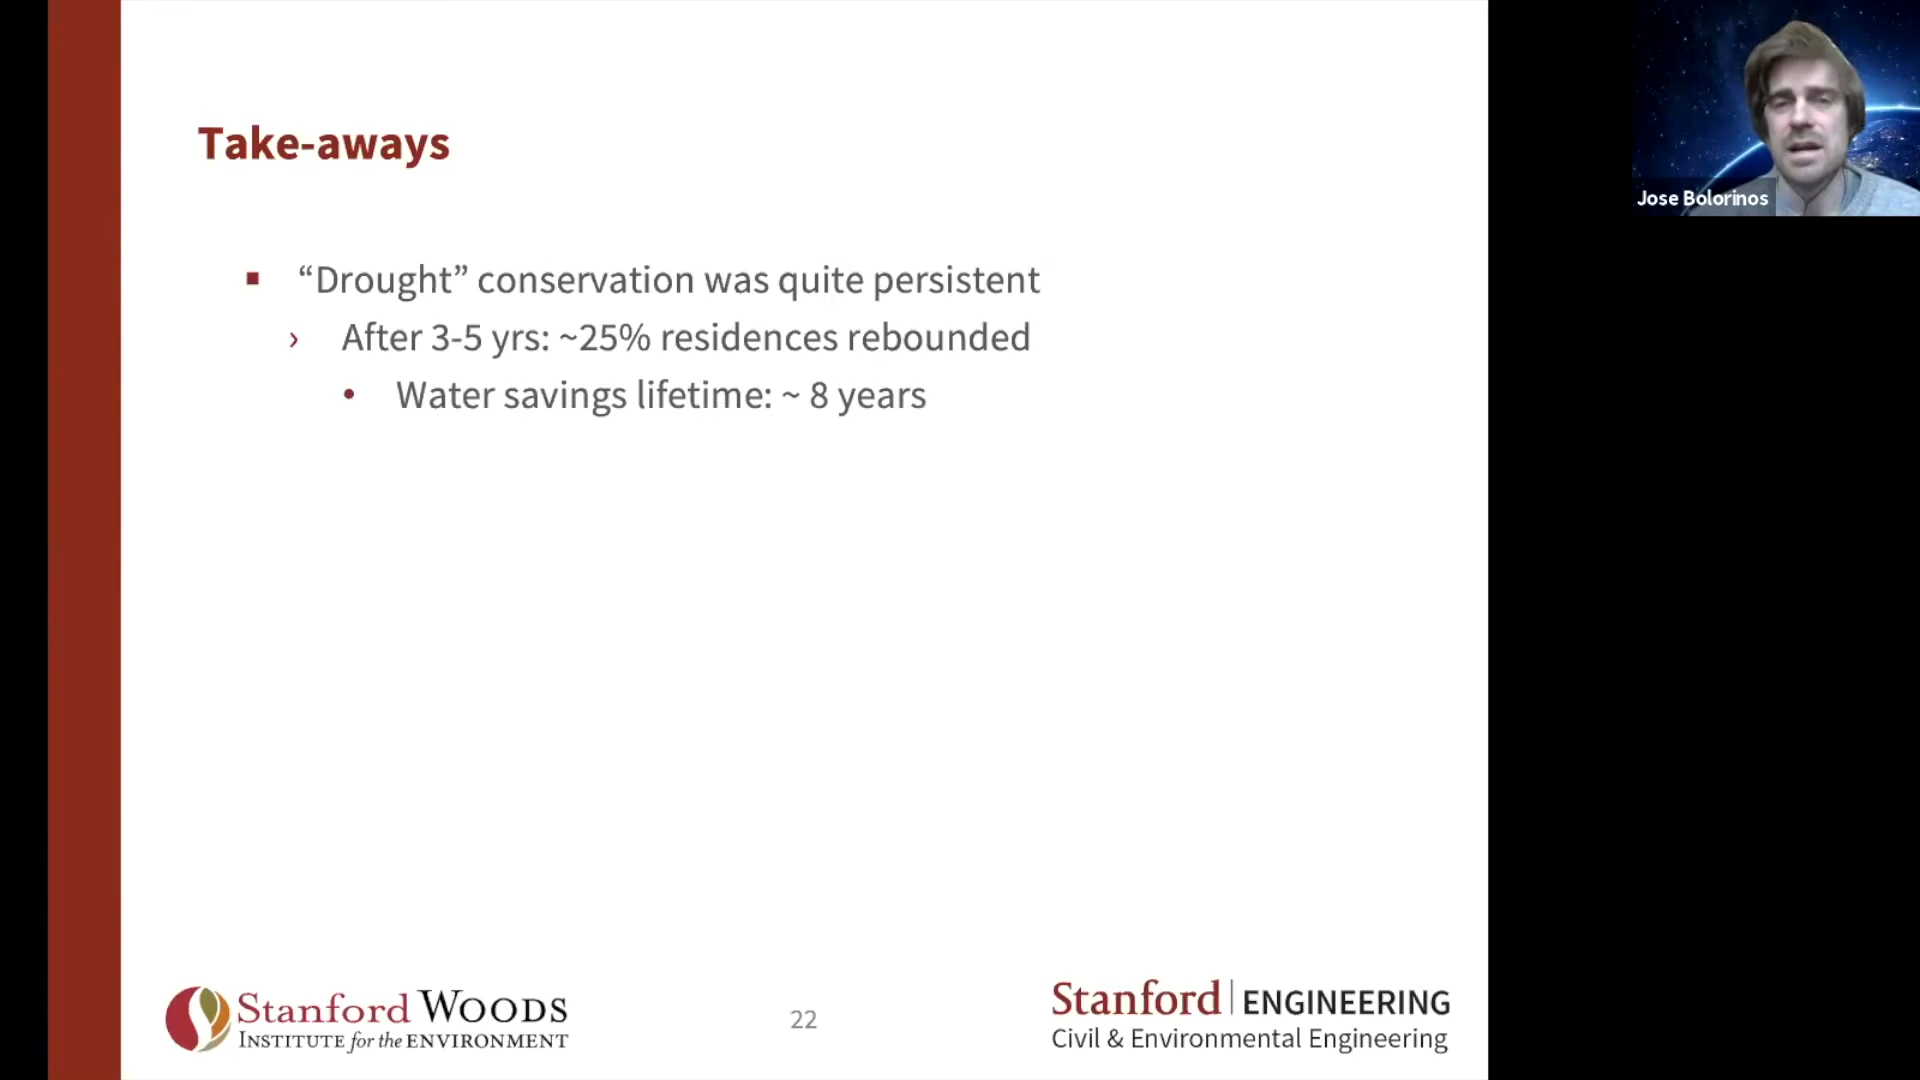 Take-aways
“Drought” conservation was quite persistent
After 3-5 yrs: ~25% residences rebounded
Water savings lifetime: ~ 8 years
Jose Bolorinos
Stanford WOODS
INSTITUTE for the ENVIRONMENT
22
Stanford ENGINEERING
Civil & Environmental Engineering